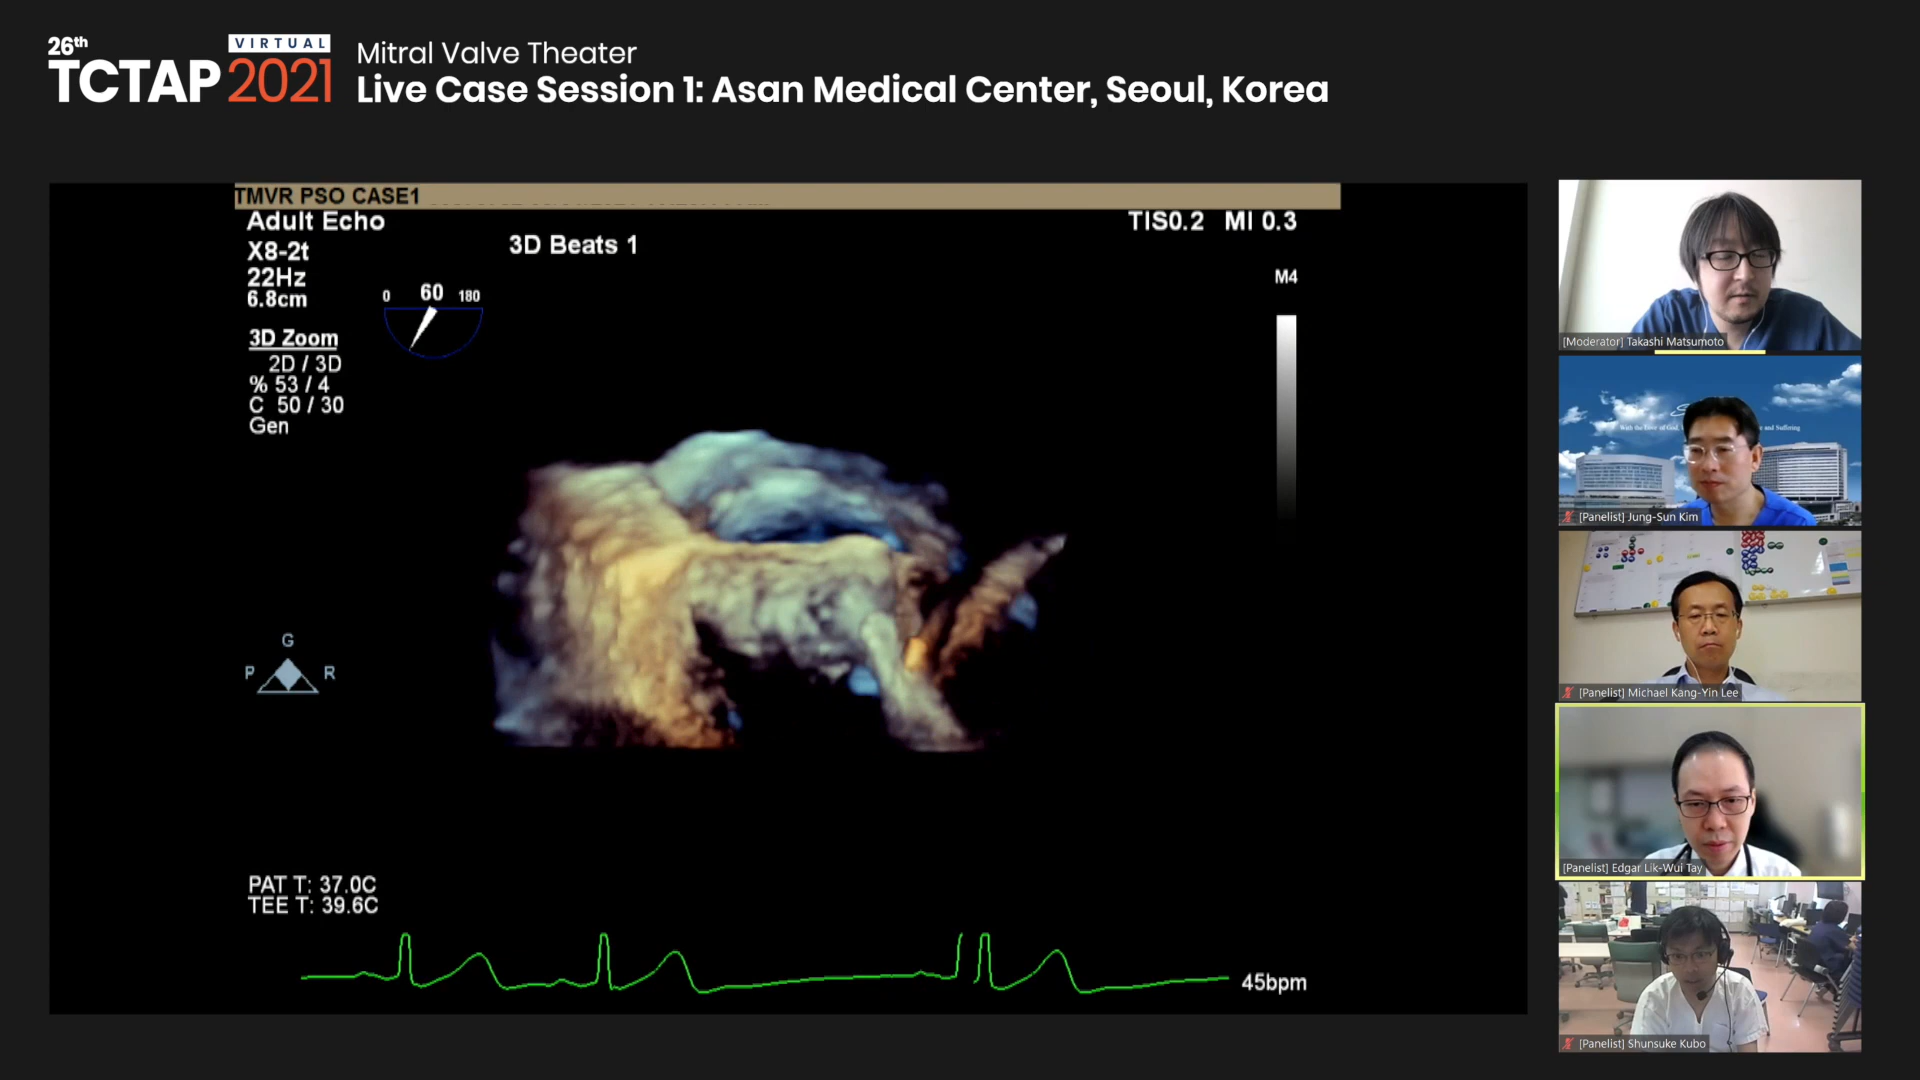 26th
TCTAP
VIRTUAL
2021
Mitral Valve Theater
Live Case Session 1: Asan Medical Center, Seoul, Korea
TMVR PSO CASE1
Adult Echo
X8-2t
22Hz
6.8cm
3D Beats 1
TIS0.2 MI 0.3
M4
0 60 180
3D Zoom
2D / 3D
% 53 / 4
C 50 / 30
Gen
G
P R
PAT T: 37.0C
TEE T: 39.6C
45bpm
[Moderator] Takashi Matsumoto
and Suffering
[Panelist] Jung-Sun Kim
[Panelist] Michael Kang-Yin Lee
[Panelist] Edgar Lik-Wui Tay
[Panelist] Shunsuke Kubo